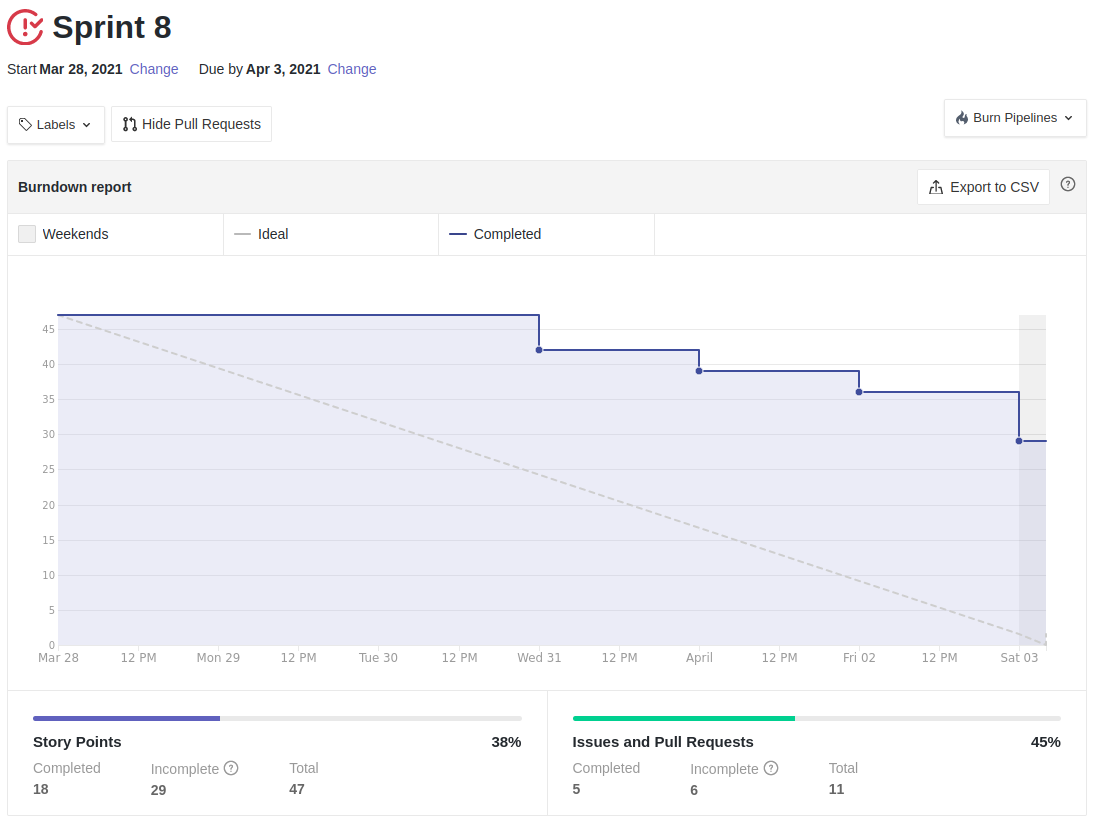 Sprint 8
Start Mar 28, 2021 Change Due by Apr 3, 2021 Change
Labels Hide Pull Requests Burn Pipelines
Burndown report Export to CSV ?
Weekends Ideal Completed
45
40
35
30
25
20
15
10
5
0
Mar 28 12 PM Mon 29 12 PM Tue 30 12 PM Wed 31 12 PM April 12 PM Fri 02 12 PM Sat 03
Story Points 38% Issues and Pull Requests 45%
Completed Incomplete ? Total Completed Incomplete ? Total
18 29 47 5 6 11